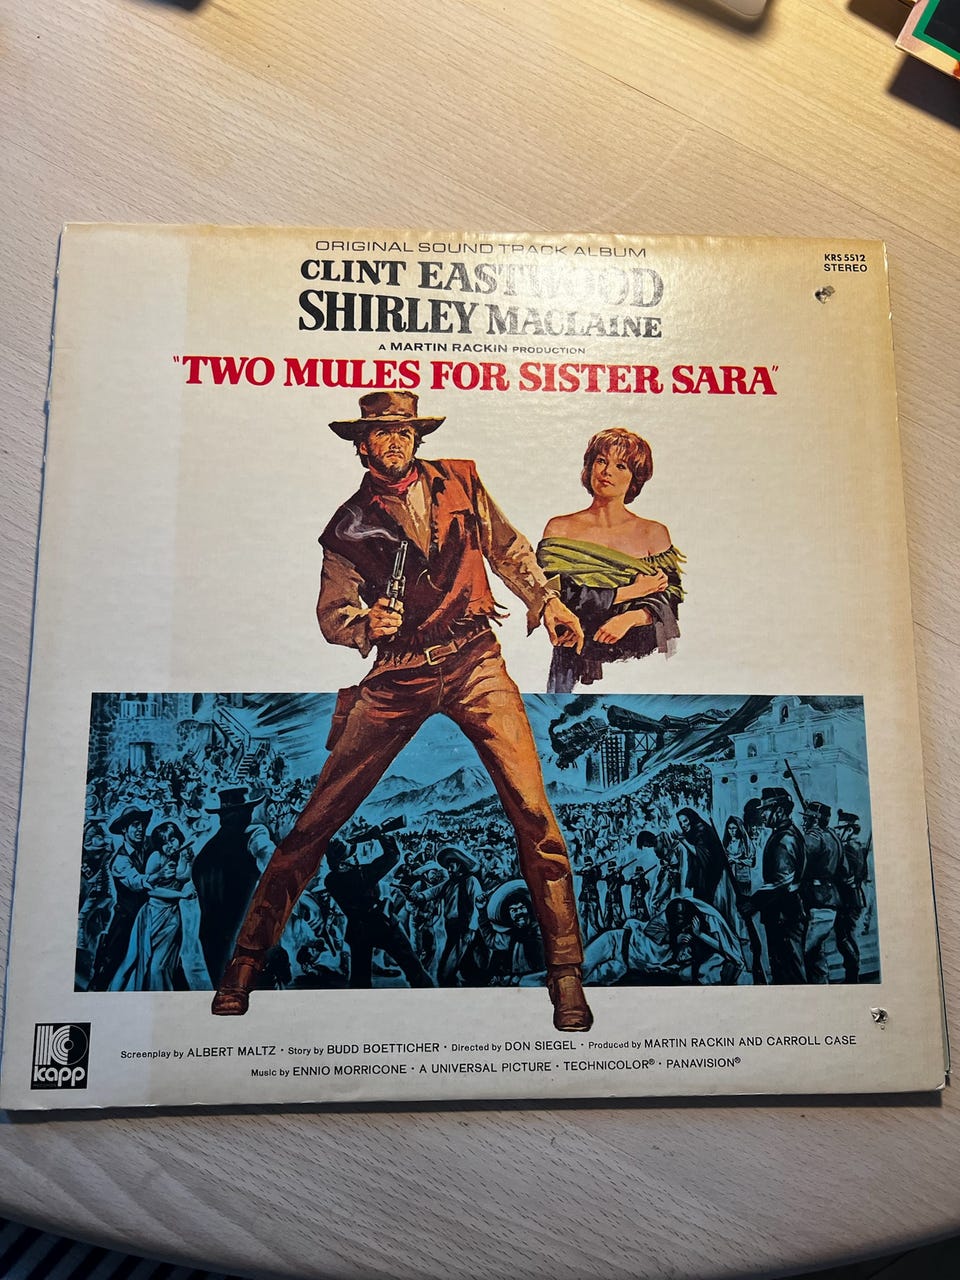 ORIGINAL SOUND TRACK ALBUM
KRS 5512
STEREO
CLINT EASTWOOD
SHIRLEY MACLAINE
A MARTIN RACKIN PRODUCTION
"TWO MULES FOR SISTER SARA"
kapp
Screenplay by ALBERT MALTZ · Story by BUDD BOETTICHER · Directed by DON SIEGEL · Produced by MARTIN RACKIN AND CARROLL CASE
Music by ENNIO MORRICONE · A UNIVERSAL PICTURE · TECHNICOLOR® · PANAVISION®